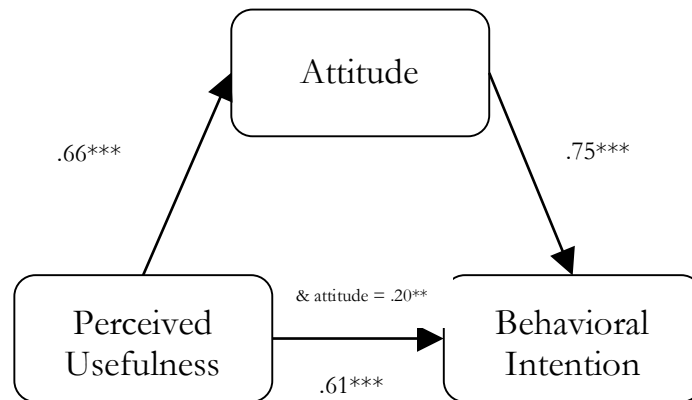 Attitude
.66***
.75***
& attitude = .20**
Perceived
Usefulness
Behavioral
Intention
.61***